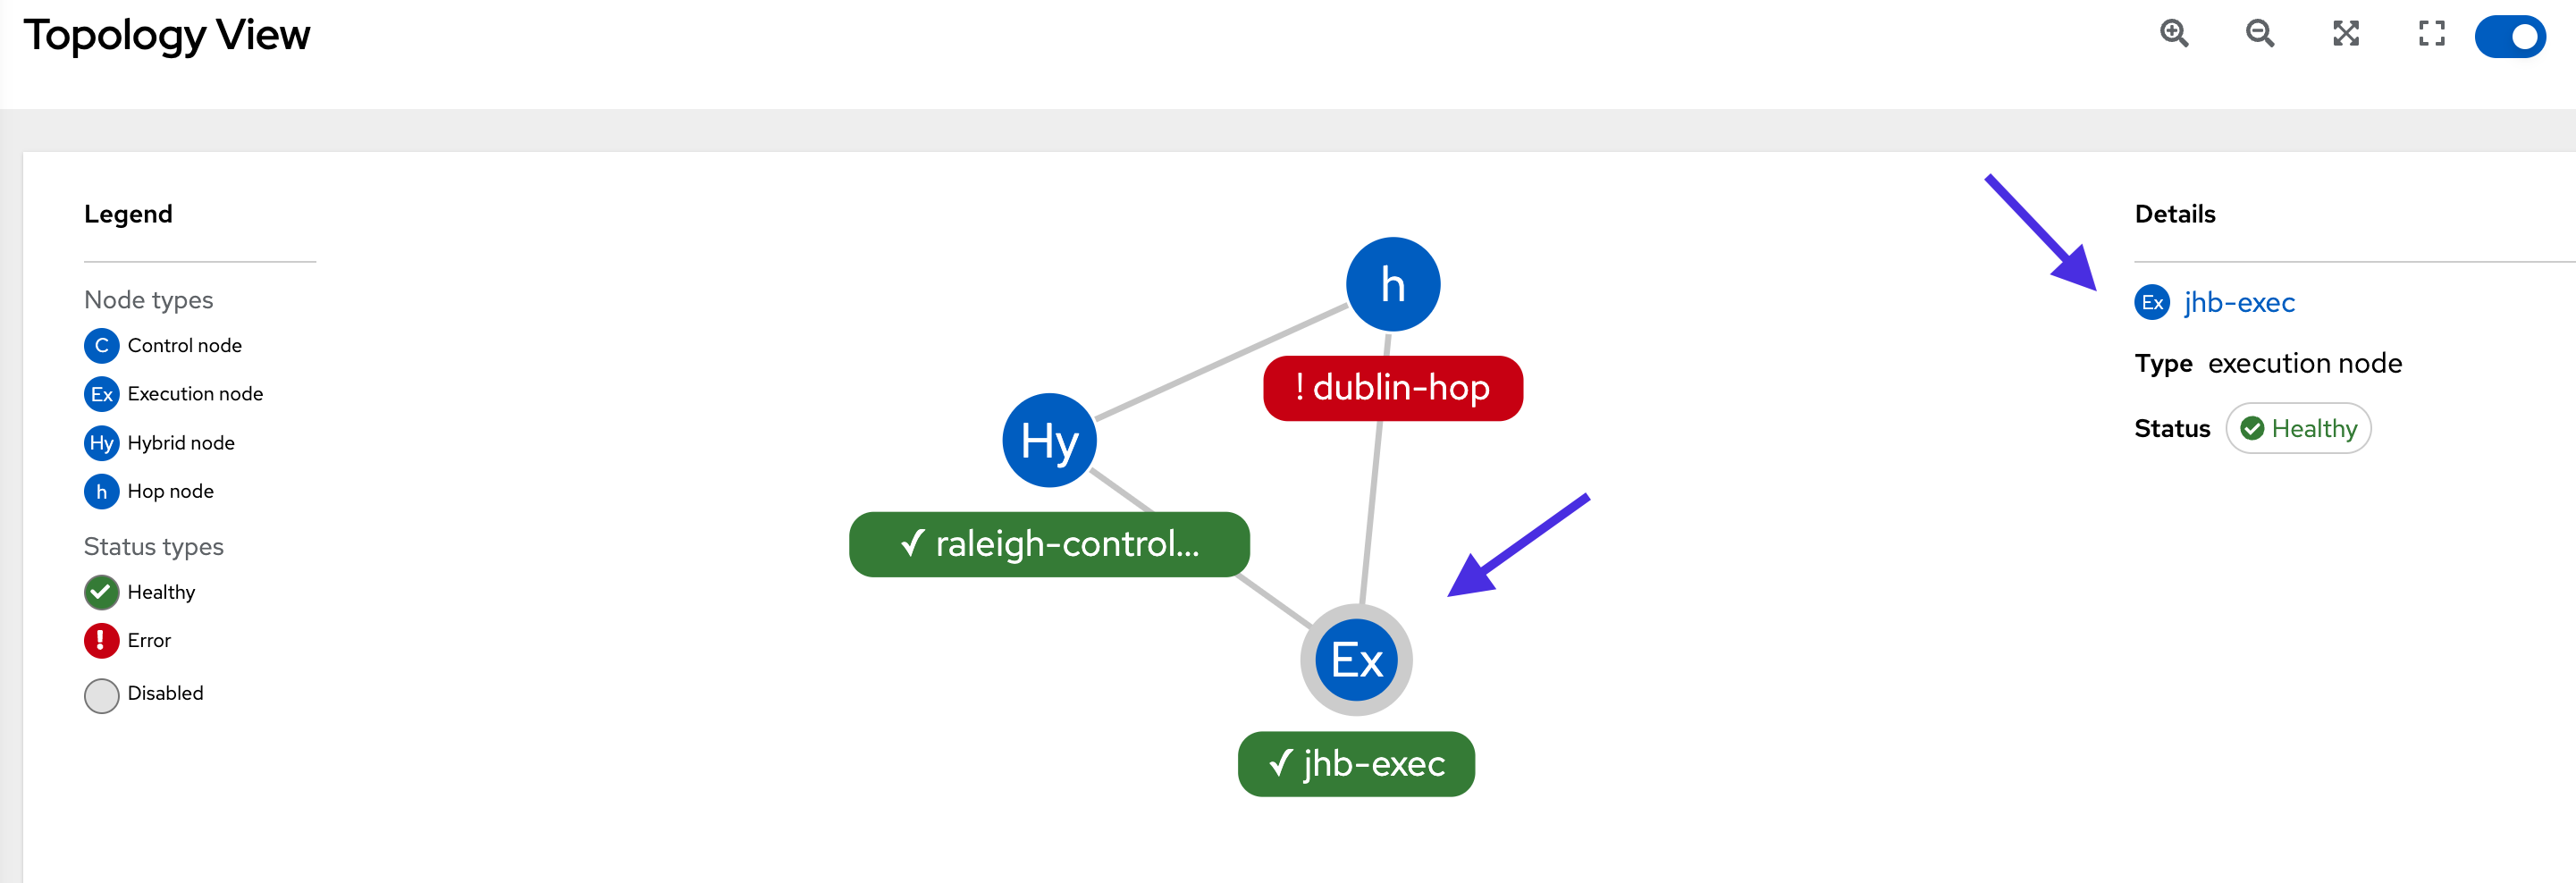 Topology View
Legend
Node types
C Control node
Ex Execution node
Hy Hybrid node
h Hop node
Status types
Healthy
! Error
Disabled
h
! dublin-hop
Hy
✓ raleigh-control...
Ex
✓ jhb-exec
Details
Ex jhb-exec
Type execution node
Status Healthy